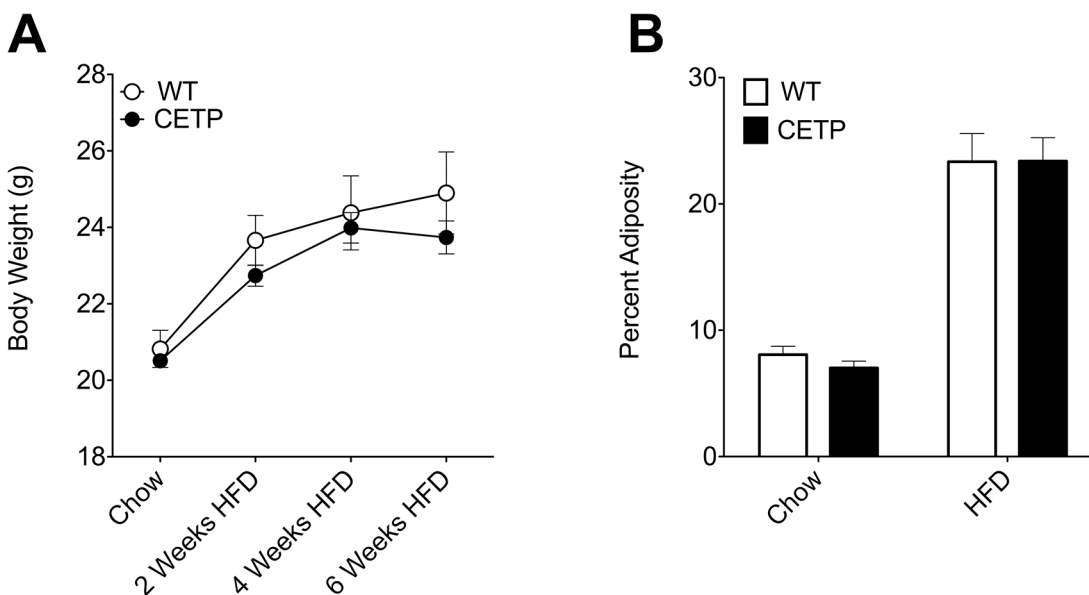 A
Body Weight (g)
28
26
24
22
20
18
WT
CETP
Chow
2 Weeks HFD
4 Weeks HFD
6 Weeks HFD
B
Percent Adiposity
30
20
10
0
WT
CETP
Chow
HFD